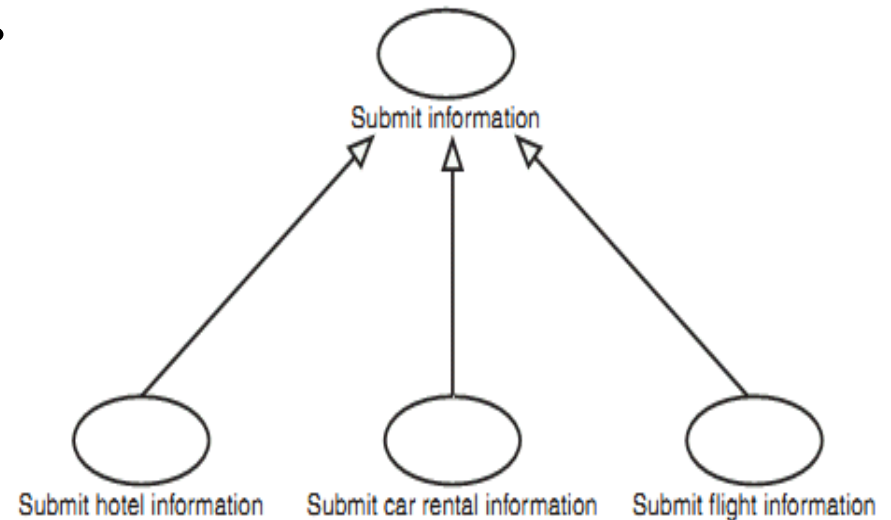 Submit information
Submit hotel information
Submit car rental information
Submit flight information